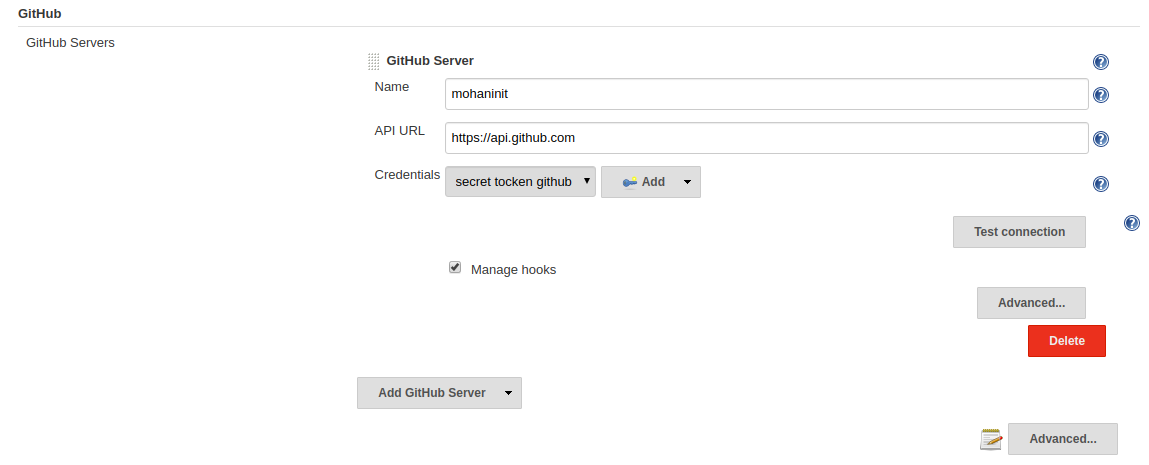 GitHub
GitHub Servers
GitHub Server
Name
mohaninit
API URL
https://api.github.com
Credentials
secret tocken github
Add
Test connection
Manage hooks
Advanced...
Delete
Add GitHub Server
Advanced...